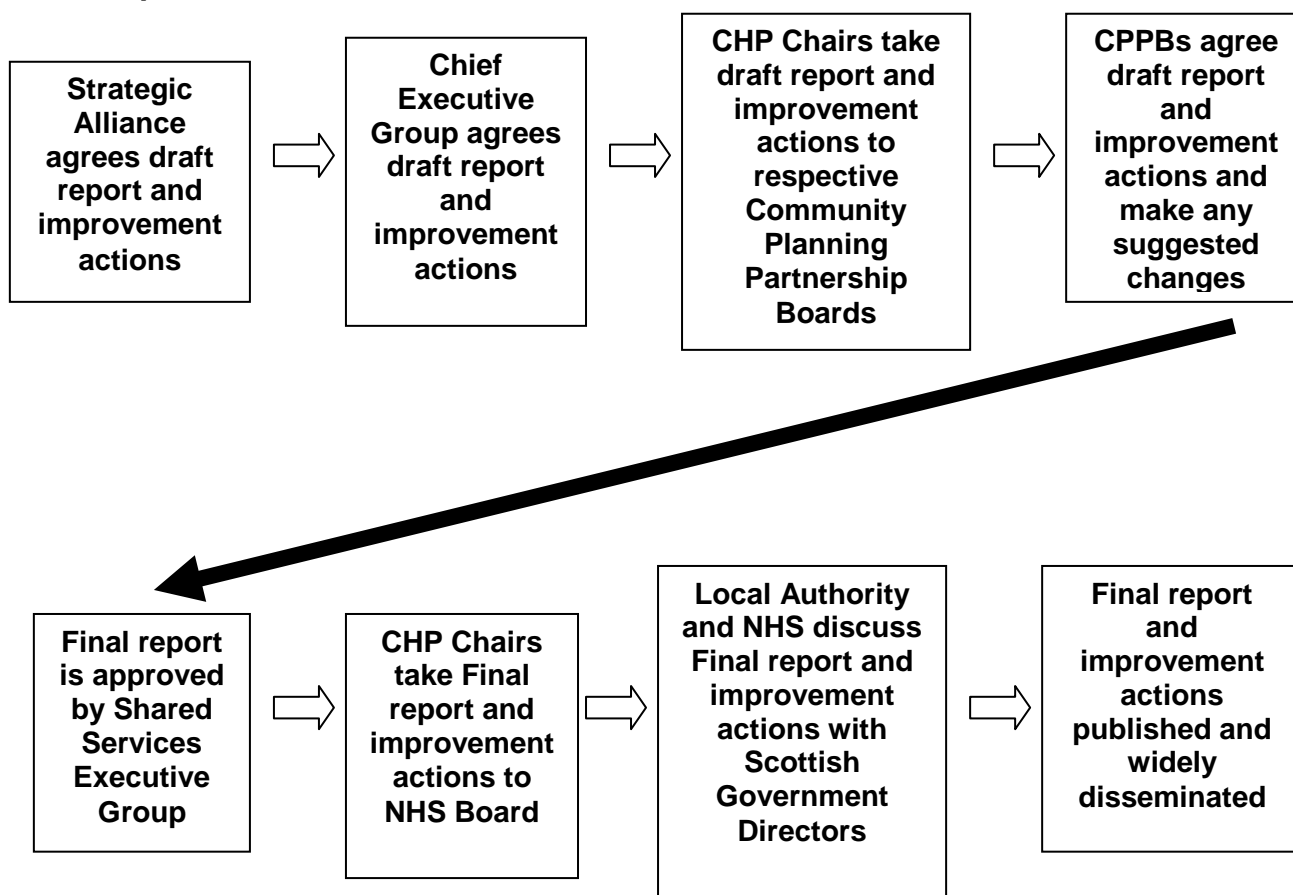 Strategic
Alliance
agrees draft
report and
improvement
actions
Chief
Executive
Group agrees
draft report
and
improvement
actions
CHP Chairs take
draft report and
improvement
actions to
respective
Community
Planning
Partnership
Boards
CPPBs agree
draft report
and
improvement
actions and
make any
suggested
changes
Final report
is approved
by Shared
Services
Executive
Group
CHP Chairs
take Final
report and
improvement
actions to
NHS Board
Local Authority
and NHS discuss
Final report and
improvement
actions with
Scottish
Government
Directors
Final report
and
improvement
actions
published and
widely
disseminated